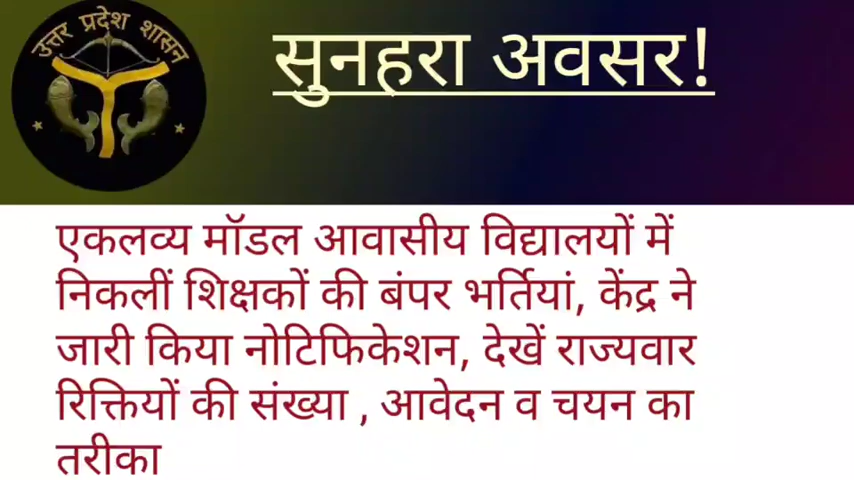 उत्तर प्रदेश शासन
सुनहरा अवसर!
एकलव्य मॉडल आवासीय विद्यालयों में
निकलीं शिक्षकों की बंपर भर्तियां, केंद्र ने
जारी किया नोटिफिकेशन, देखें राज्यवार
रिक्तियों की संख्या , आवेदन व चयन का
तरीका